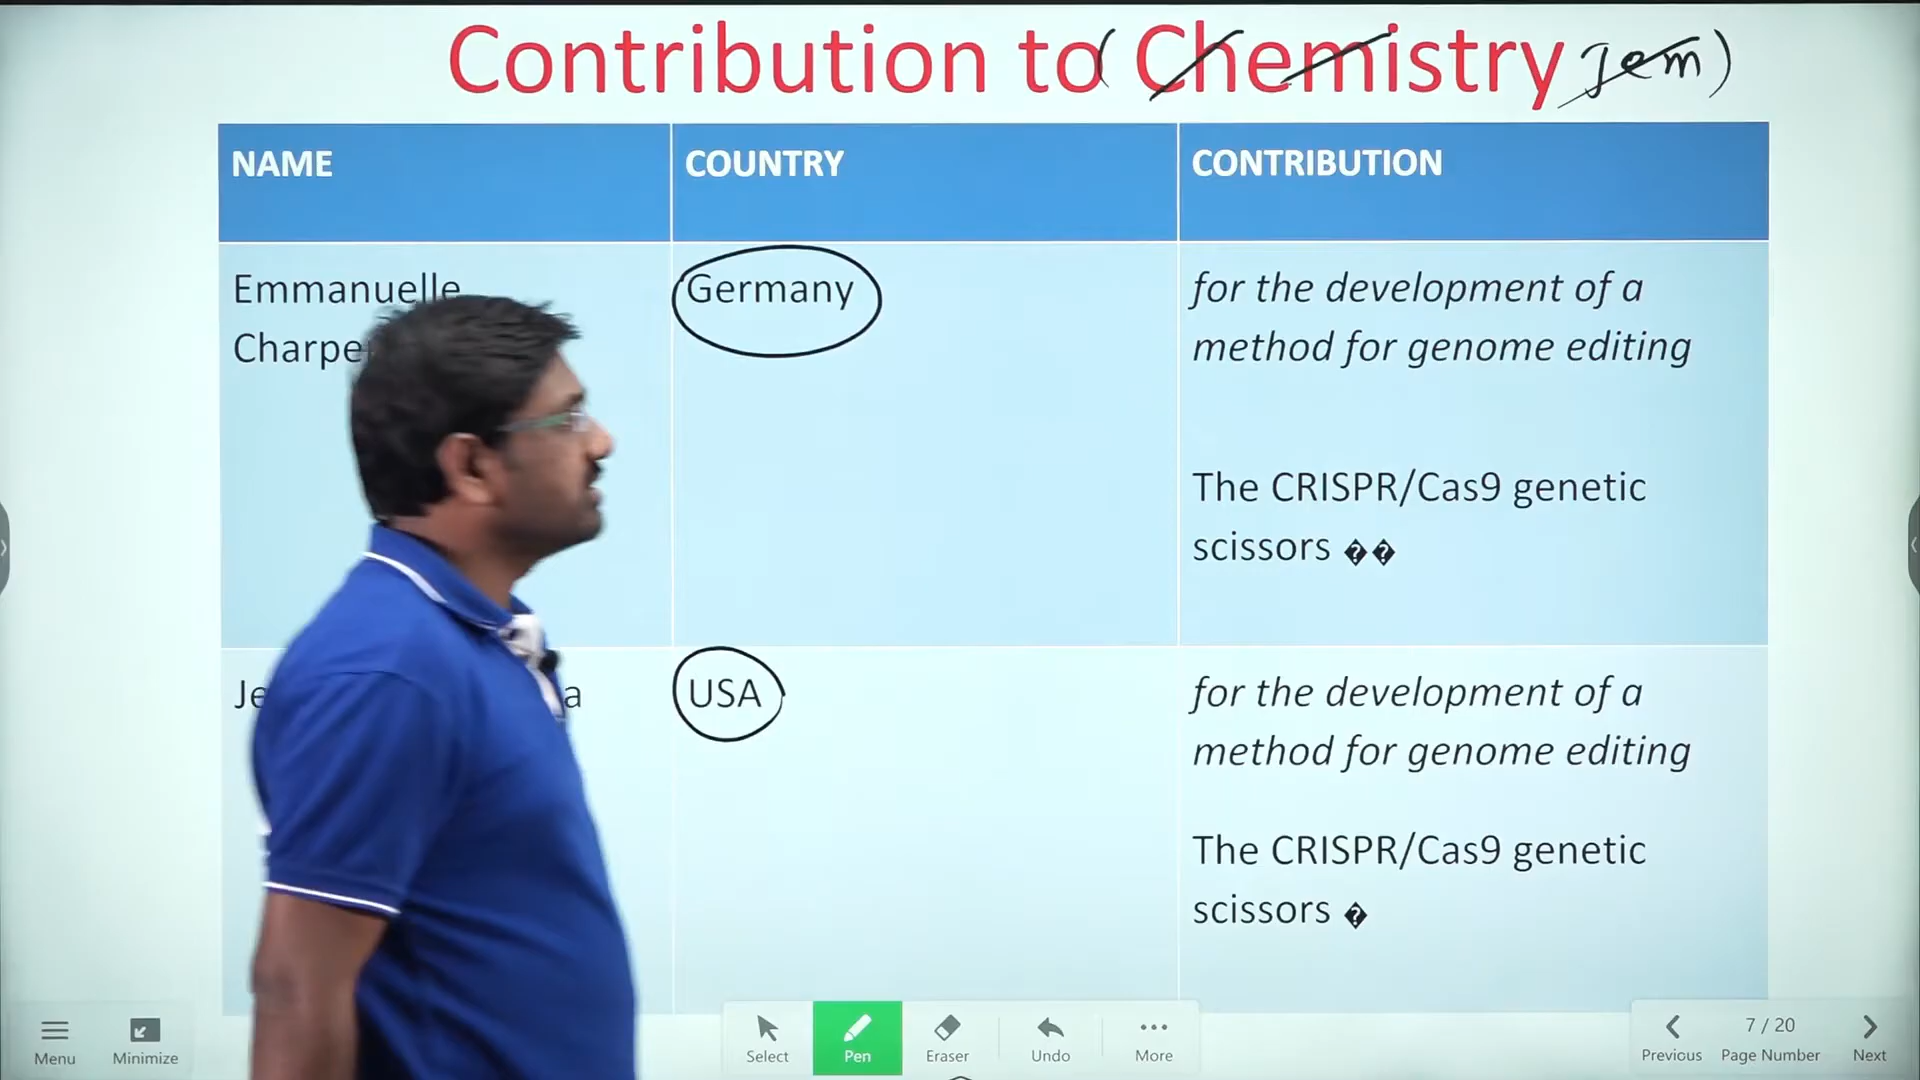 Contribution to ( Chemistry Jem )
NAME COUNTRY CONTRIBUTION
Emmanuelle Germany for the development of a
method for genome editing
The CRISPR/Cas9 genetic
scissors ��
USA for the development of a
method for genome editing
The CRISPR/Cas9 genetic
scissors �
Menu Minimize Select Pen Eraser Undo More
7 / 20
Previous Page Number Next